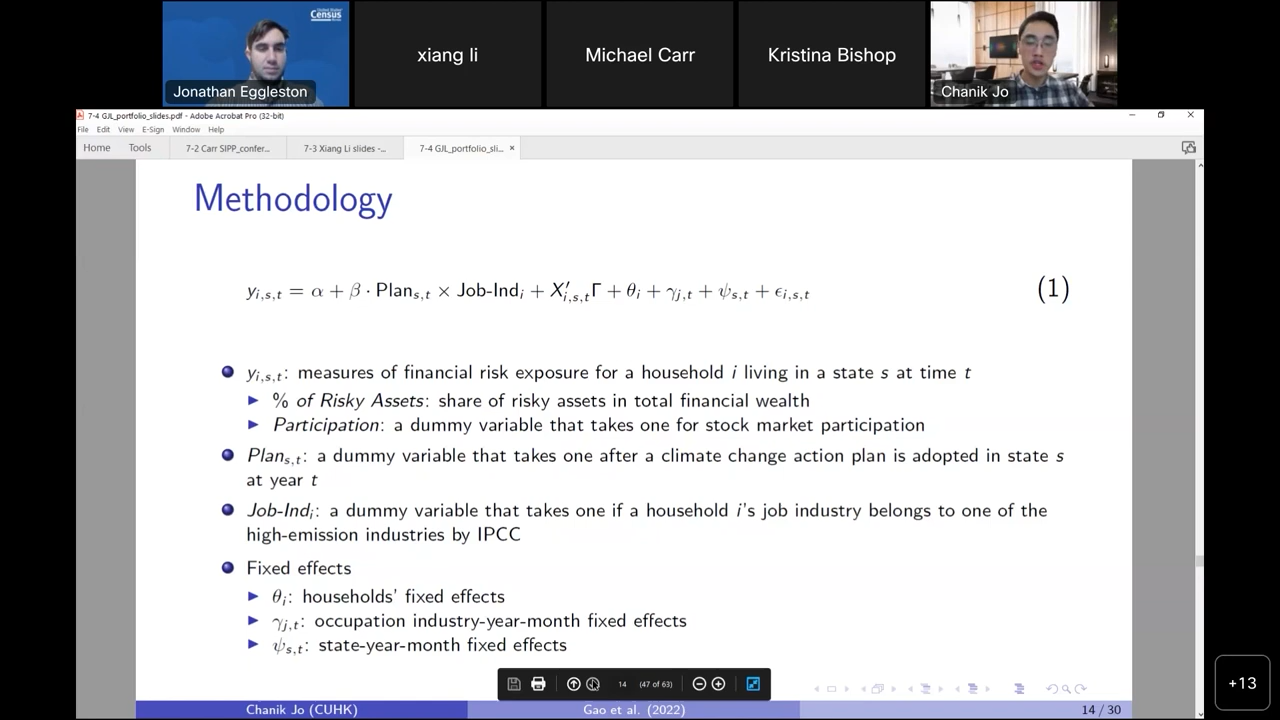 United States
Census
Bureau
Jonathan Eggleston
xiang li
Michael Carr
Kristina Bishop
Chanik Jo
7-4 GJL_portfolio_slides.pdf - Adobe Acrobat Pro (32-bit)
File Edit View E-Sign Window Help
Home Tools 7-2 Carr SIPP_confer... 7-3 Xiang Li slides -... 7-4 GJL_portfolio_sli... ×
Methodology
y_{i,s,t} = α + β · Plan_{s,t} × Job-Ind_i + X′_{i,s,t}Γ + θ_i + γ_{j,t} + ψ_{s,t} + ϵ_{i,s,t} (1)
y_{i,s,t}: measures of financial risk exposure for a household i living in a state s at time t
% of Risky Assets: share of risky assets in total financial wealth
Participation: a dummy variable that takes one for stock market participation
Plan_{s,t}: a dummy variable that takes one after a climate change action plan is adopted in state s
at year t
Job-Ind_i: a dummy variable that takes one if a household i's job industry belongs to one of the
high-emission industries by IPCC
Fixed effects
θ_i: households' fixed effects
γ_{j,t}: occupation industry-year-month fixed effects
ψ_{s,t}: state-year-month fixed effects
14 (47 of 63)
Chanik Jo (CUHK) Gao et al. (2022) 14 / 30
+13